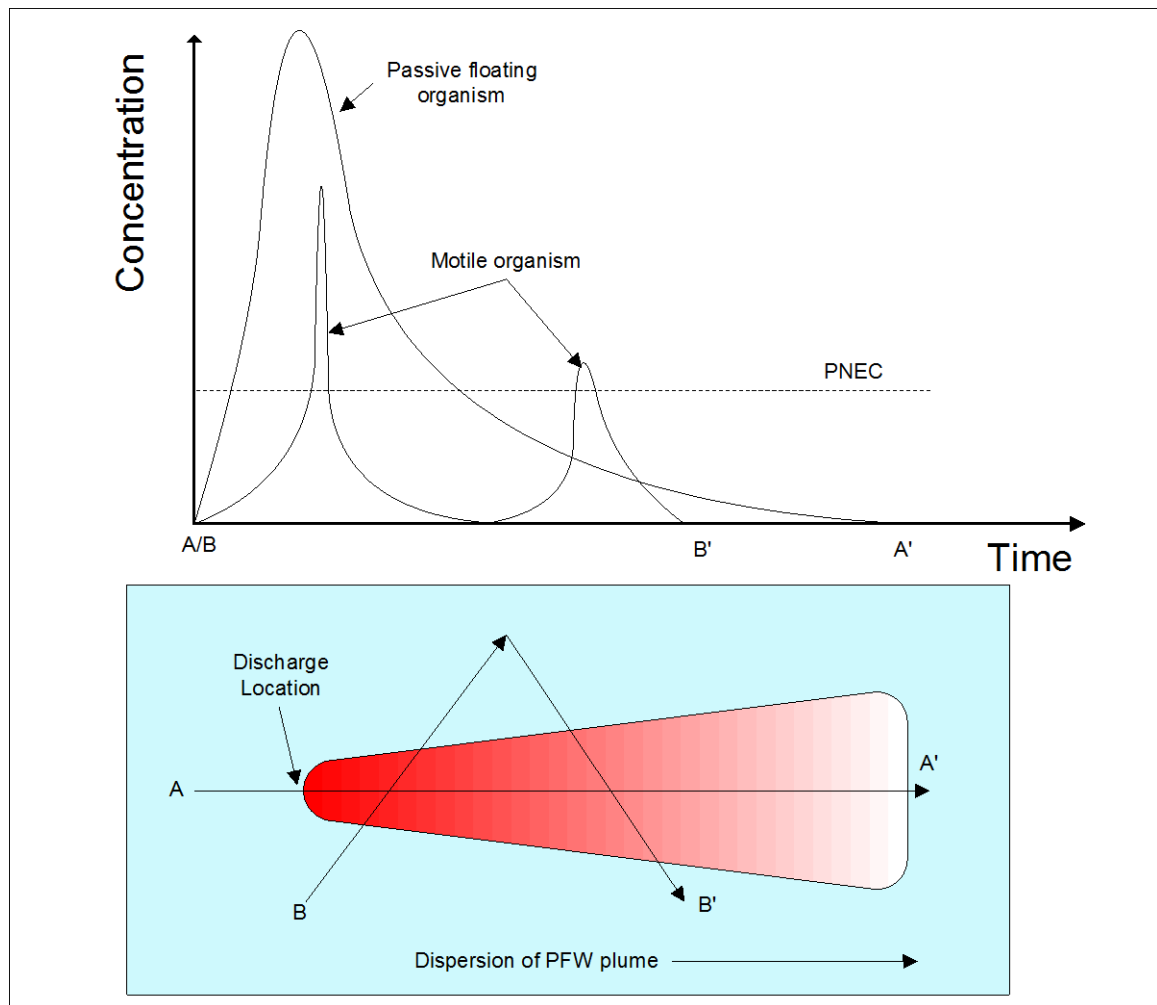 Concentration
Passive floating
organism
Motile organism
PNEC
A/B
B'
A'
Time
Discharge
Location
A
A'
B
B'
Dispersion of PFW plume